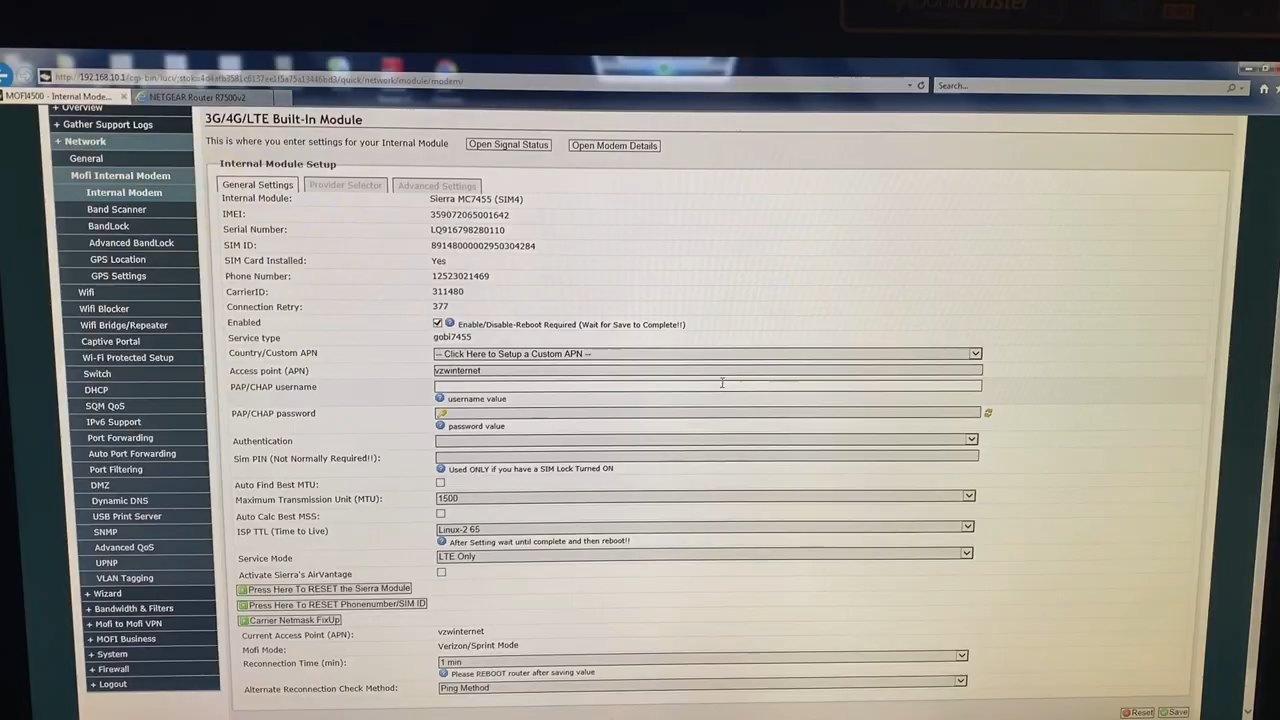 MOFI4500 - Internal Mode...
NETGEAR Router R7500v2
Search...
+ Overview
+ Gather Support Logs
+ Network
General
Mofi Internal Modem
Internal Modem
Band Scanner
BandLock
Advanced BandLock
GPS Location
GPS Settings
Wifi
Wifi Blocker
Wifi Bridge/Repeater
Captive Portal
Wi-Fi Protected Setup
Switch
DHCP
SQM QoS
IPv6 Support
Port Forwarding
Auto Port Forwarding
Port Filtering
DMZ
Dynamic DNS
USB Print Server
SNMP
Advanced QoS
UPNP
VLAN Tagging
+ Wizard
+ Bandwidth & Filters
+ Mofi to Mofi VPN
+ MOFI Business
+ System
+ Firewall
+ Logout
3G/4G/LTE Built-In Module
This is where you enter settings for your Internal Module Open Signal Status Open Modem Details
Internal Module Setup
General Settings Provider Selector Advanced Settings
Internal Module: Sierra MC7455 (SIM4)
IMEI: 359072065001642
Serial Number: LQ916798280110
SIM ID: 89148000002950304284
SIM Card Installed: Yes
Phone Number: 12523021469
CarrierID: 311480
Connection Retry: 377
Enabled Enable/Disable-Reboot Required (Wait for Save to Complete!!)
Service type gobi7455
Country/Custom APN -- Click Here to Setup a Custom APN --
Access point (APN) vzwinternet
PAP/CHAP username
username value
PAP/CHAP password
password value
Authentication
Sim PIN (Not Normally Required!!):
Used ONLY if you have a SIM Lock Turned ON
Auto Find Best MTU:
Maximum Transmission Unit (MTU): 1500
Auto Calc Best MSS:
ISP TTL (Time to Live) Linux-2 65
After Setting wait until complete and then reboot!!
Service Mode LTE Only
Activate Sierra's AirVantage
Press Here To RESET the Sierra Module
Press Here To RESET Phonenumber/SIM ID
Carrier Netmask FixUp
Current Access Point (APN): vzwinternet
Mofi Mode: Verizon/Sprint Mode
Reconnection Time (min): 1 min
Please REBOOT router after saving value
Alternate Reconnection Check Method: Ping Method
Reset Save